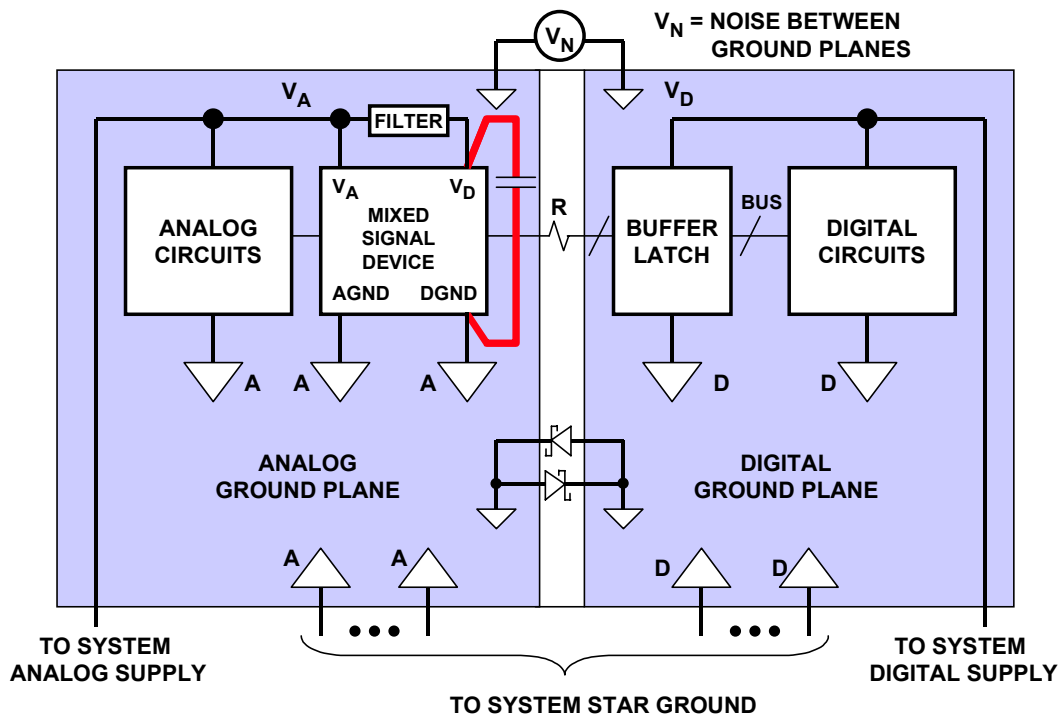 V_N = NOISE BETWEEN
GROUND PLANES
V_N
V_A
FILTER
V_D
ANALOG
CIRCUITS
V_A
V_D
MIXED
SIGNAL
DEVICE
AGND
DGND
R
BUFFER
LATCH
BUS
DIGITAL
CIRCUITS
A
A
A
D
D
ANALOG
GROUND PLANE
DIGITAL
GROUND PLANE
A
A
D
D
TO SYSTEM
ANALOG SUPPLY
TO SYSTEM
DIGITAL SUPPLY
TO SYSTEM STAR GROUND